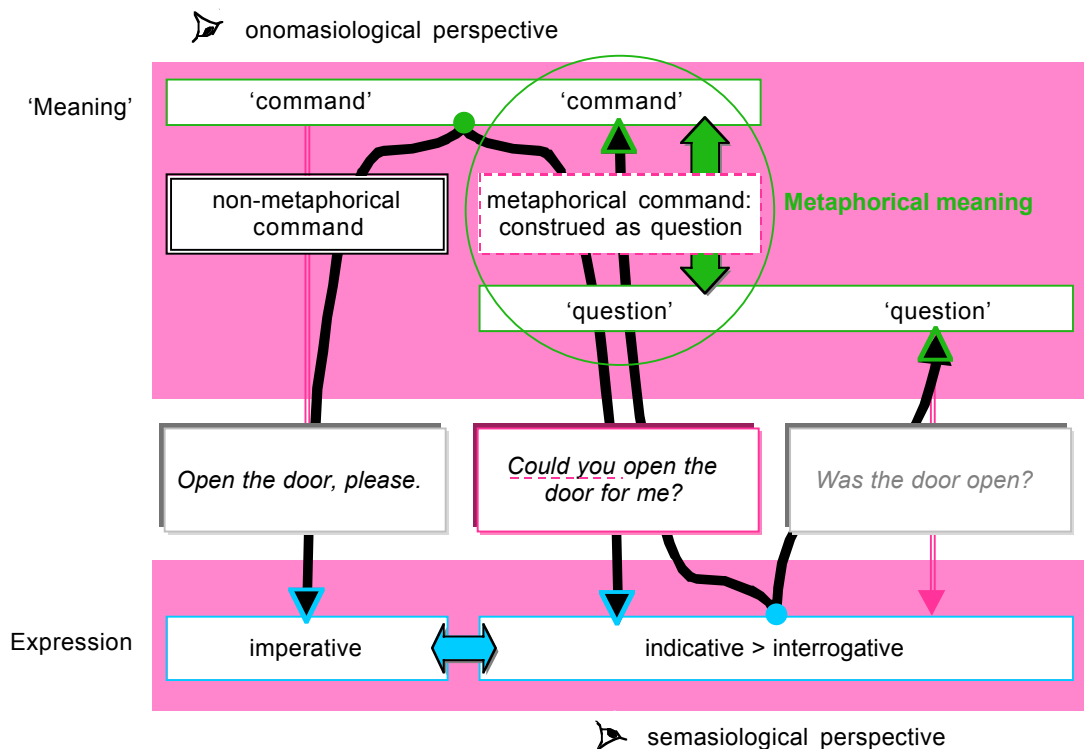 onomasiological perspective
‘Meaning’
‘command’
‘command’
non-metaphorical
command
metaphorical command:
construed as question
Metaphorical meaning
‘question’
‘question’
Open the door, please.
Could you open the
door for me?
Was the door open?
Expression
imperative
indicative > interrogative
semasiological perspective